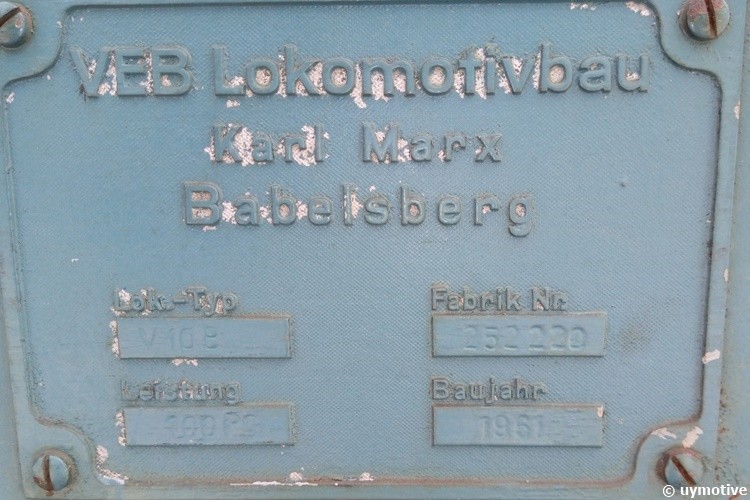 VEB Lokomotivbau
Karl Marx
Babelsberg
Lok.-Typ Fabrik Nr.
V 10 B 252 220
Leistung Baujahr
100 PS 1961
© uymotive